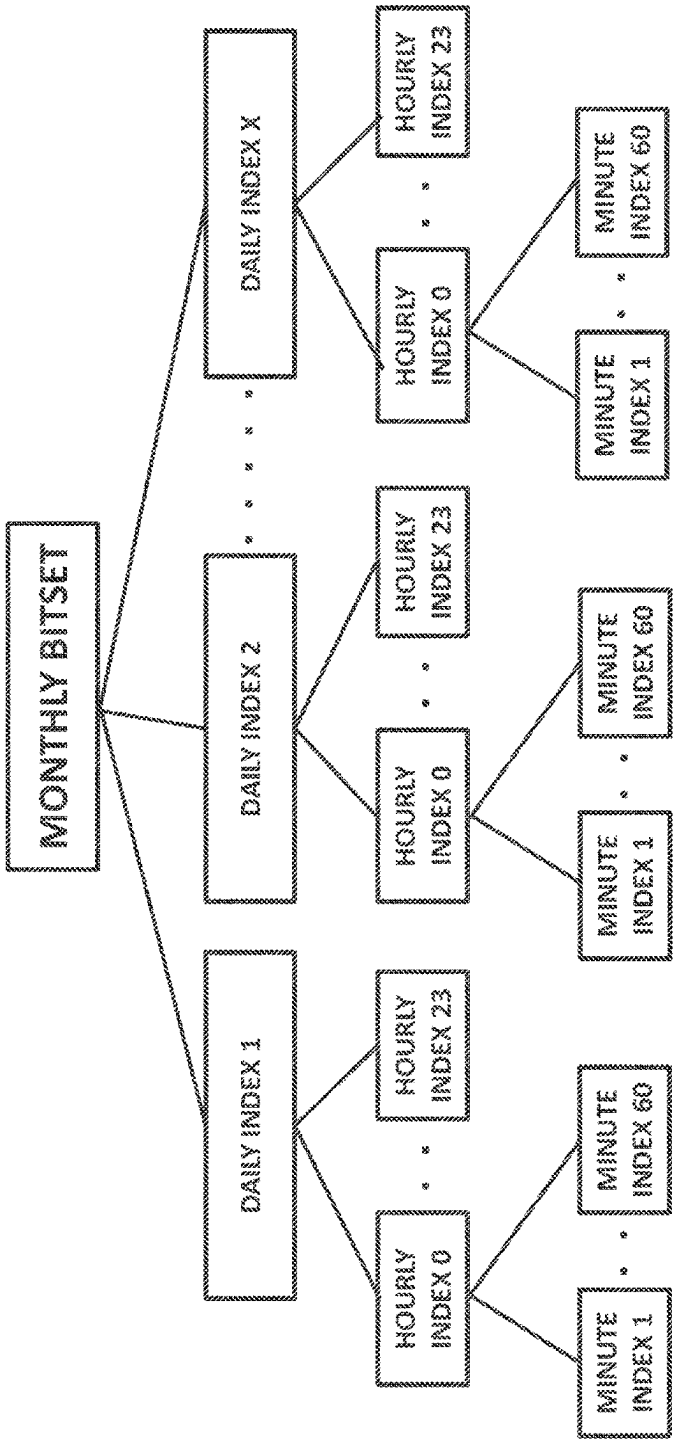 MONTHLY BITSET
DAILY INDEX 1
DAILY INDEX 2
DAILY INDEX X
HOURLY
INDEX 0
HOURLY
INDEX 23
HOURLY
INDEX 0
HOURLY
INDEX 23
HOURLY
INDEX 0
HOURLY
INDEX 23
MINUTE
INDEX 1
MINUTE
INDEX 60
MINUTE
INDEX 1
MINUTE
INDEX 60
MINUTE
INDEX 1
MINUTE
INDEX 60